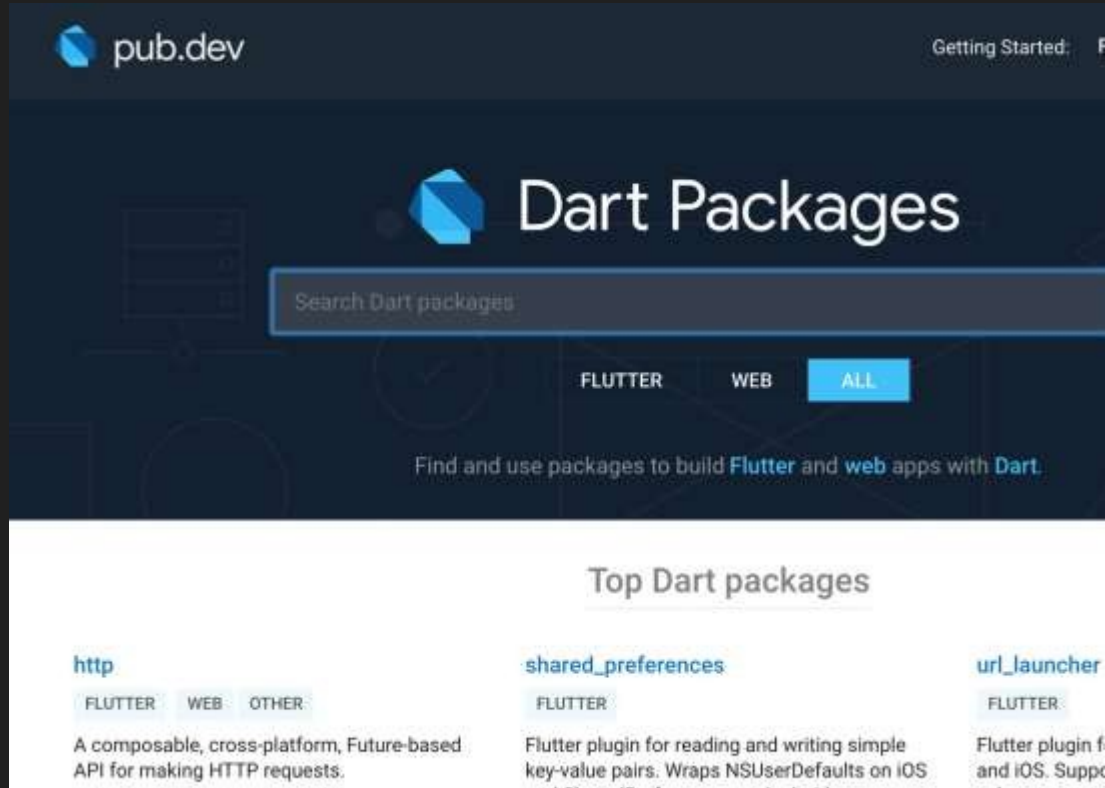 pub.dev
Getting Started:
Dart Packages
Search Dart packages
FLUTTER WEB ALL
Find and use packages to build Flutter and web apps with Dart.
Top Dart packages
http
FLUTTER WEB OTHER
A composable, cross-platform, Future-based
API for making HTTP requests.
shared_preferences
FLUTTER
Flutter plugin for reading and writing simple
key-value pairs. Wraps NSUserDefaults on iOS
url_launcher
FLUTTER
Flutter plugin
and iOS.